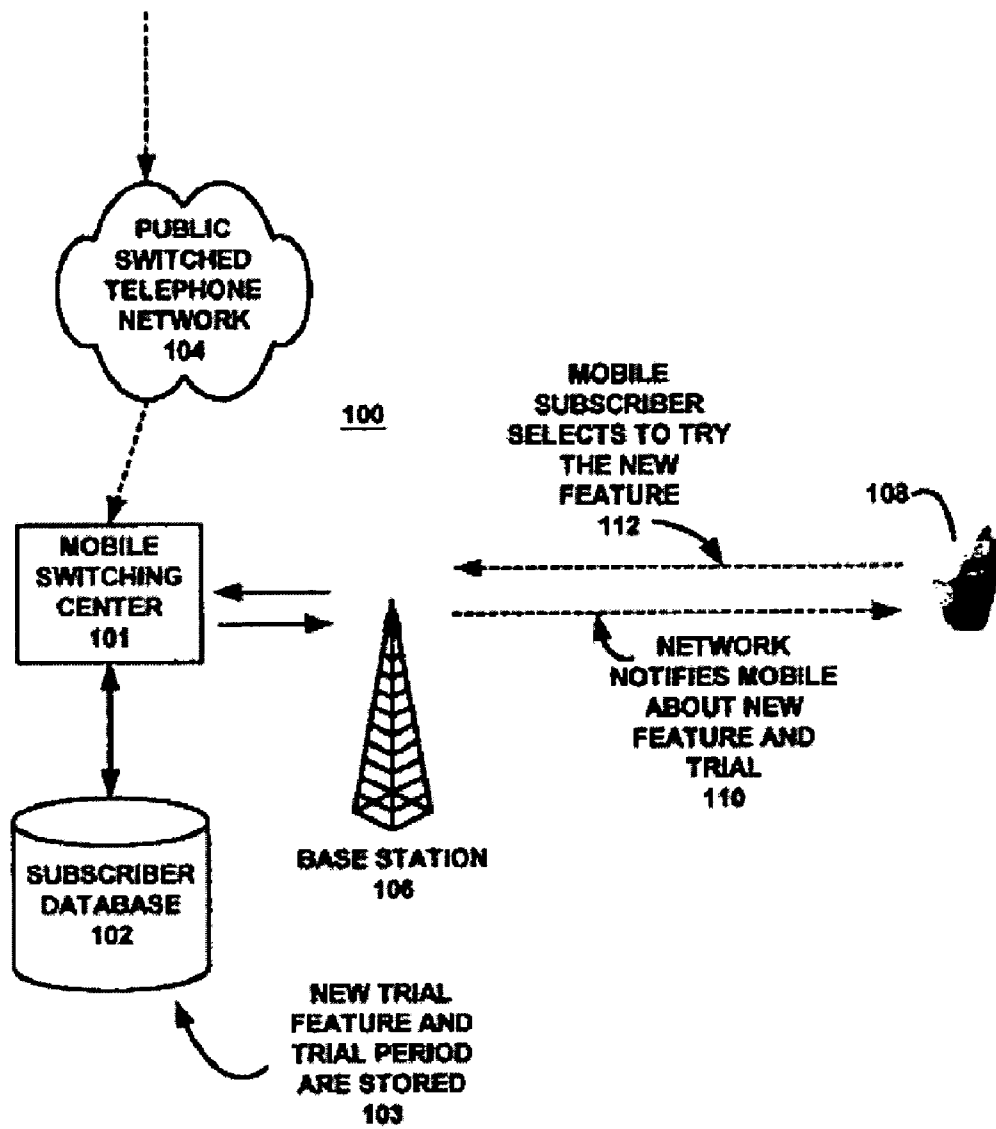 PUBLIC
SWITCHED
TELEPHONE
NETWORK
104
100
MOBILE
SUBSCRIBER
SELECTS TO TRY
THE NEW
FEATURE
112
108
MOBILE
SWITCHING
CENTER
101
NETWORK
NOTIFIES MOBILE
ABOUT NEW
FEATURE AND
TRIAL
110
BASE STATION
106
SUBSCRIBER
DATABASE
102
NEW TRIAL
FEATURE AND
TRIAL PERIOD
ARE STORED
103